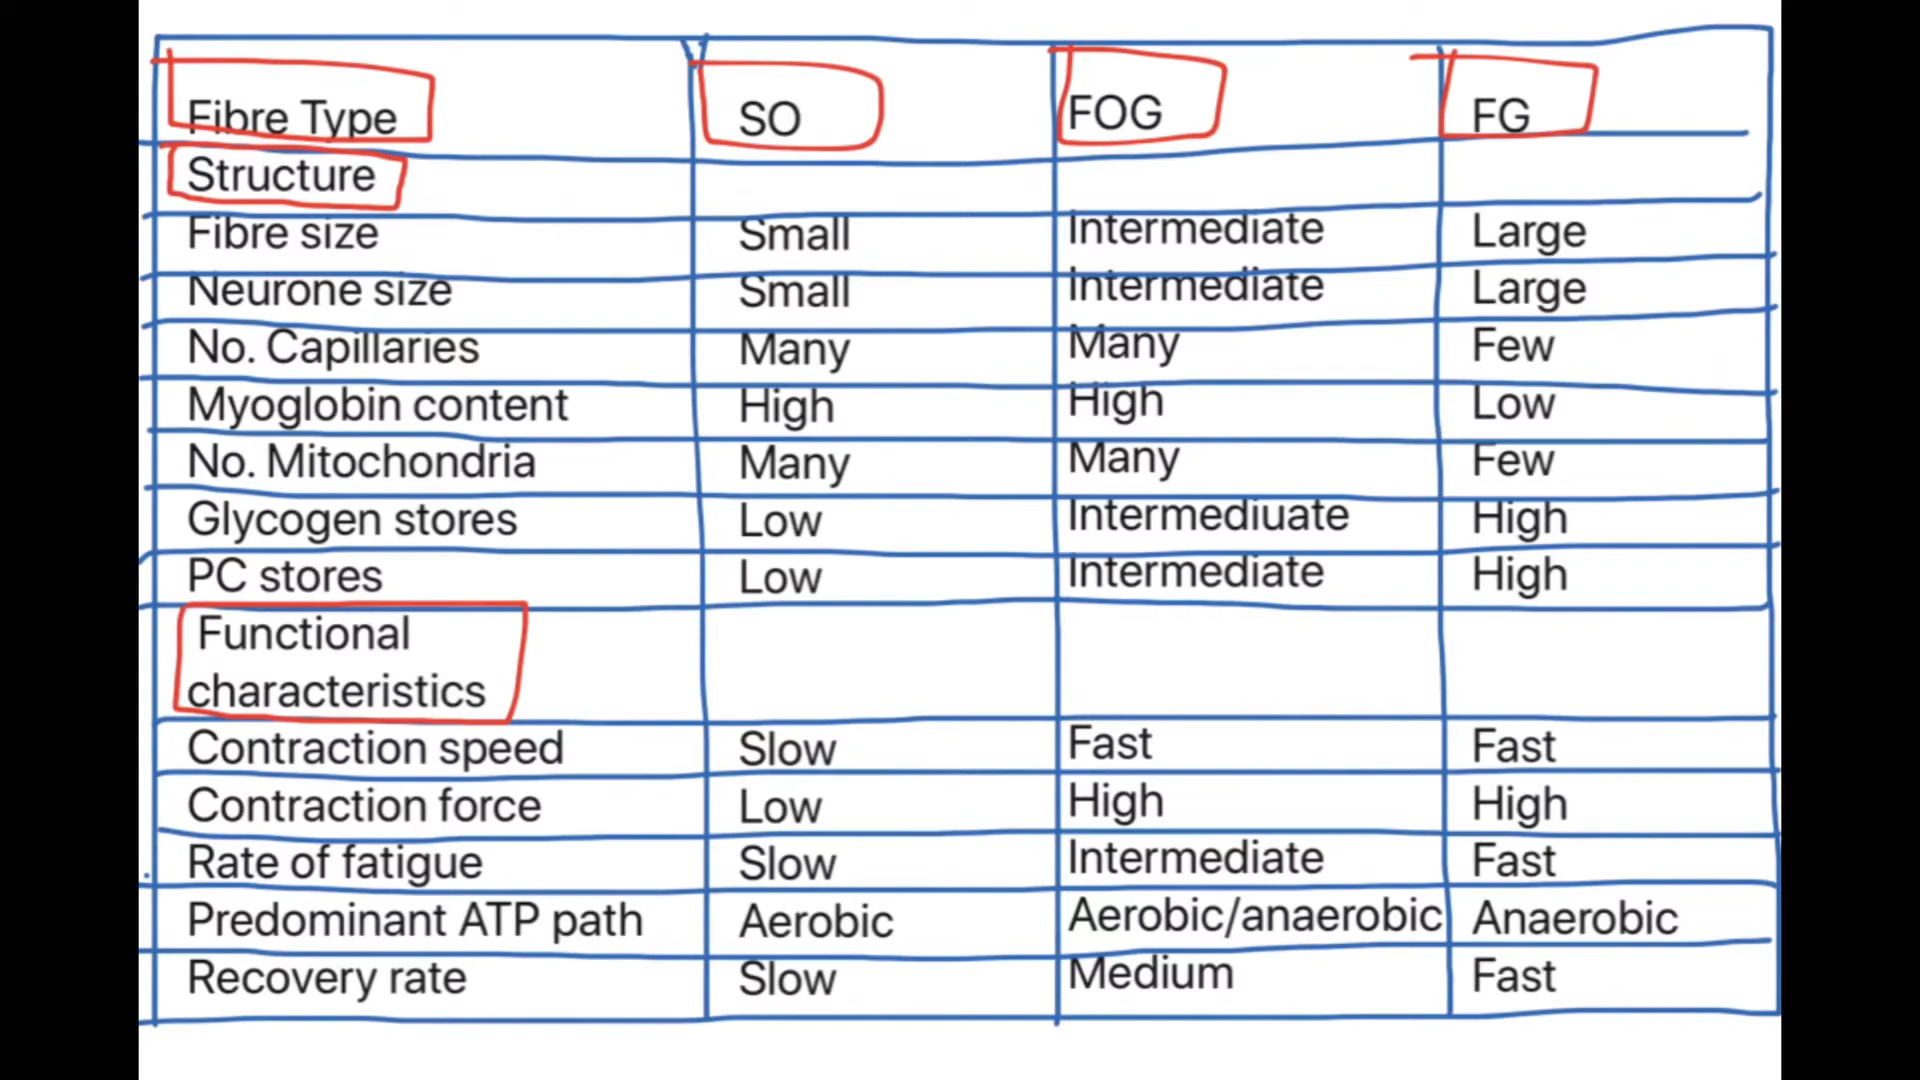 Fibre Type SO FOG FG
Structure
Fibre size Small Intermediate Large
Neurone size Small Intermediate Large
No. Capillaries Many Many Few
Myoglobin content High High Low
No. Mitochondria Many Many Few
Glycogen stores Low Intermediuate High
PC stores Low Intermediate High
Functional
characteristics
Contraction speed Slow Fast Fast
Contraction force Low High High
Rate of fatigue Slow Intermediate Fast
Predominant ATP path Aerobic Aerobic/anaerobic Anaerobic
Recovery rate Slow Medium Fast